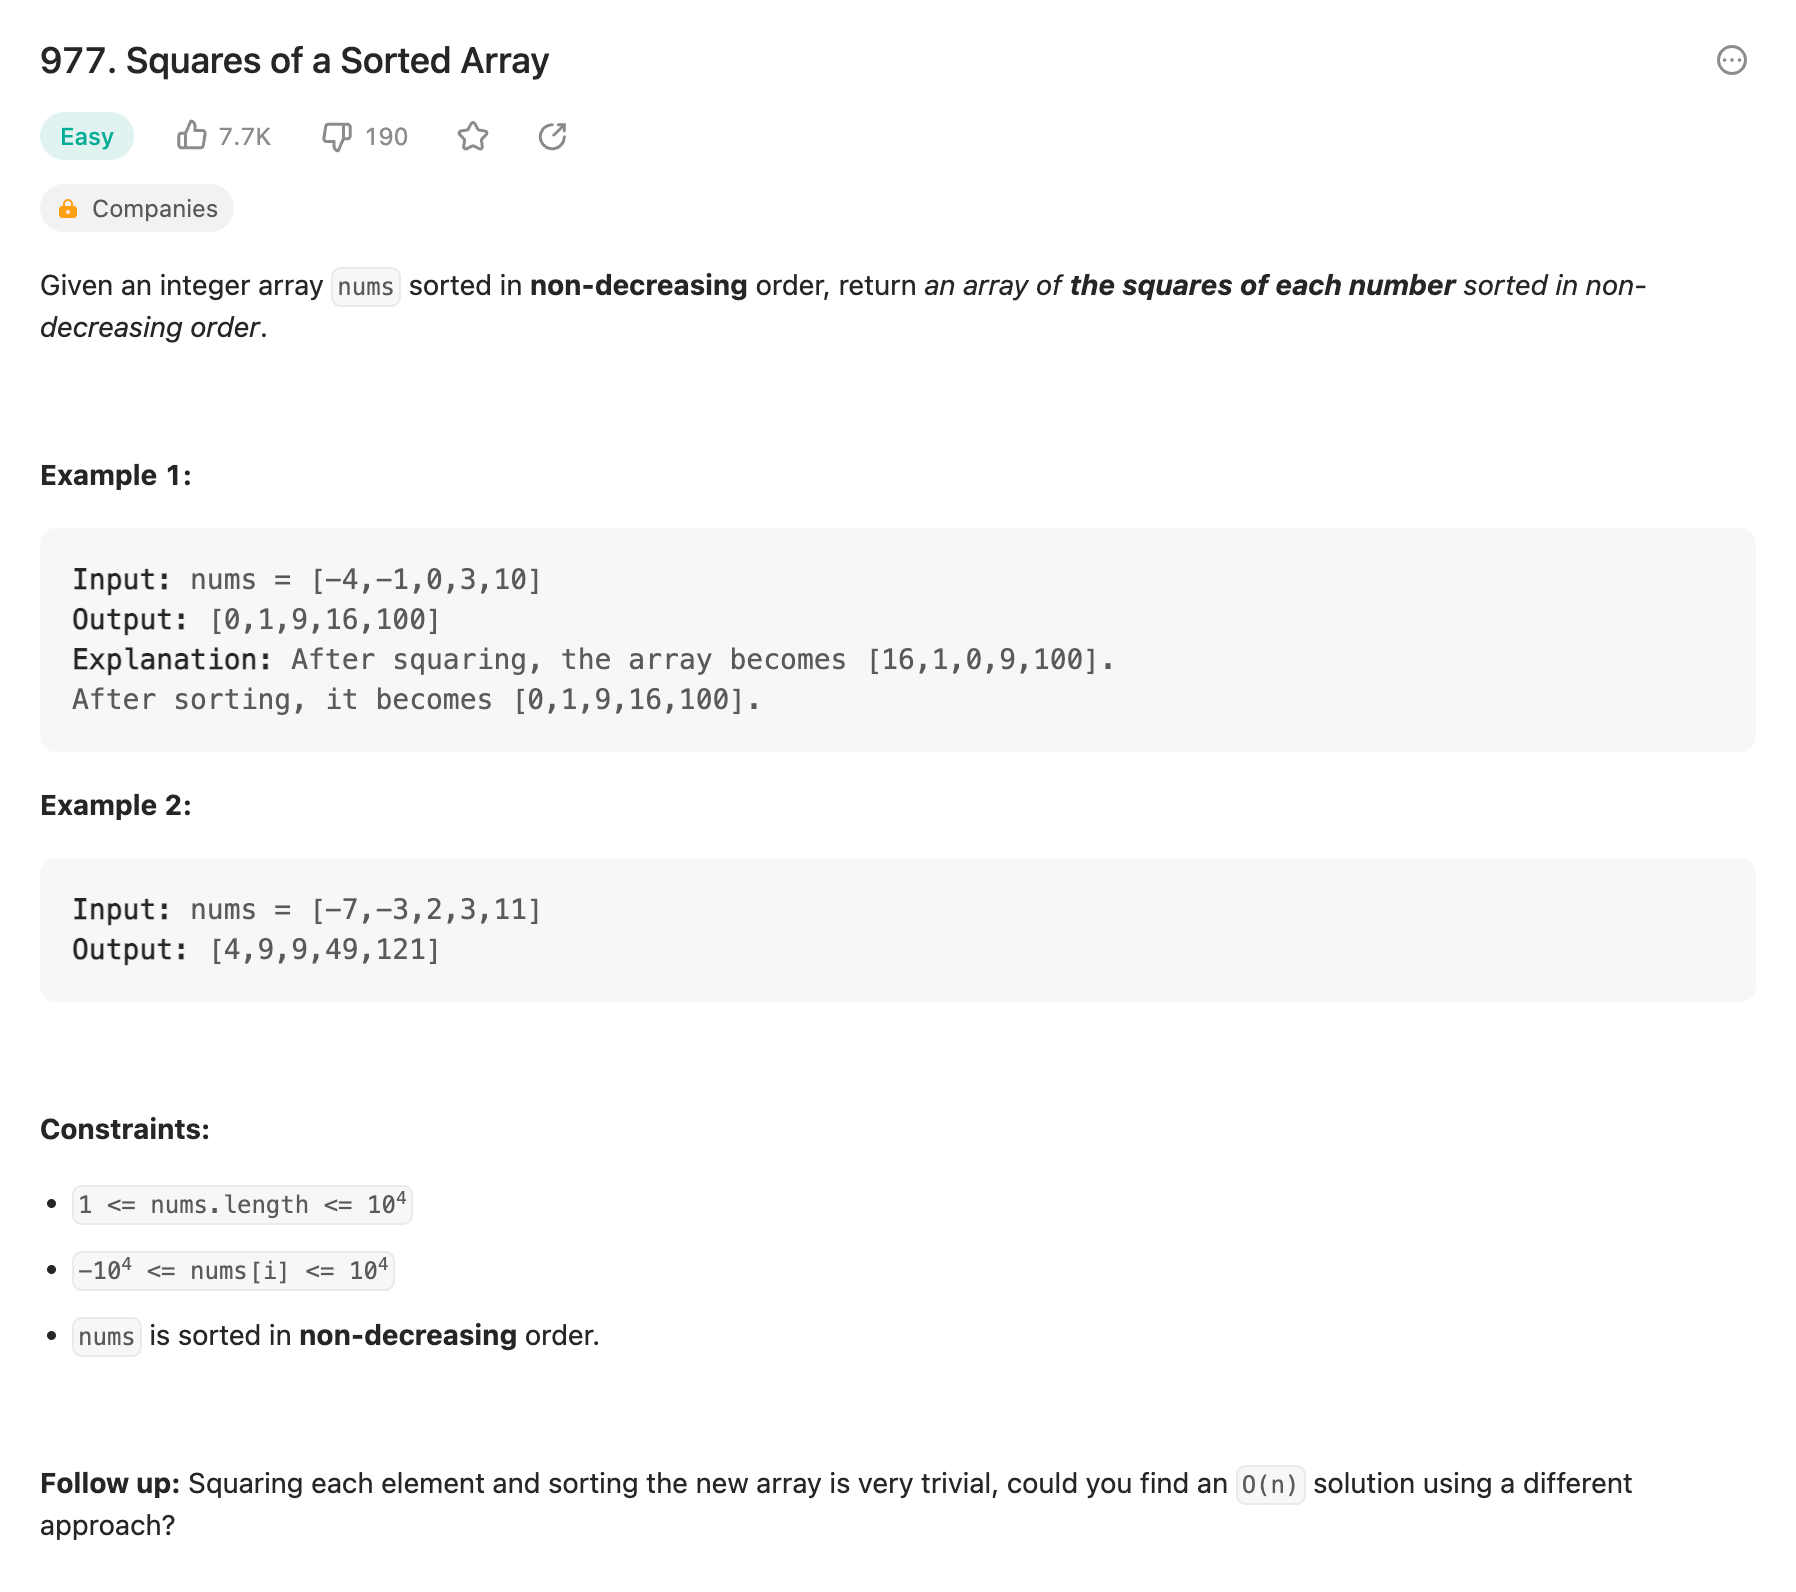 977. Squares of a Sorted Array
Easy 7.7K 190
Companies
Given an integer array nums sorted in non-decreasing order, return an array of the squares of each number sorted in non-
decreasing order.
Example 1:
Input: nums = [-4,-1,0,3,10]
Output: [0,1,9,16,100]
Explanation: After squaring, the array becomes [16,1,0,9,100].
After sorting, it becomes [0,1,9,16,100].
Example 2:
Input: nums = [-7,-3,2,3,11]
Output: [4,9,9,49,121]
Constraints:
• 1 <= nums.length <= 10⁴
• -10⁴ <= nums[i] <= 10⁴
• nums is sorted in non-decreasing order.
Follow up: Squaring each element and sorting the new array is very trivial, could you find an O(n) solution using a different
approach?